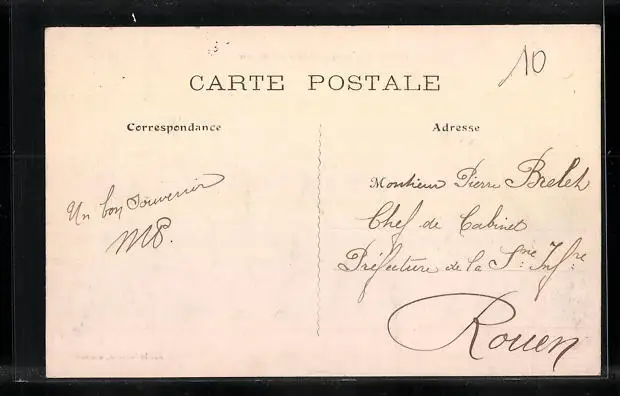 10
CARTE POSTALE
Correspondance
Adresse
Un bon souvenir
MP.
Monsieur Pierre Brelet
Chef de Cabinet
Préfecture de la Sne Infre
Rouen